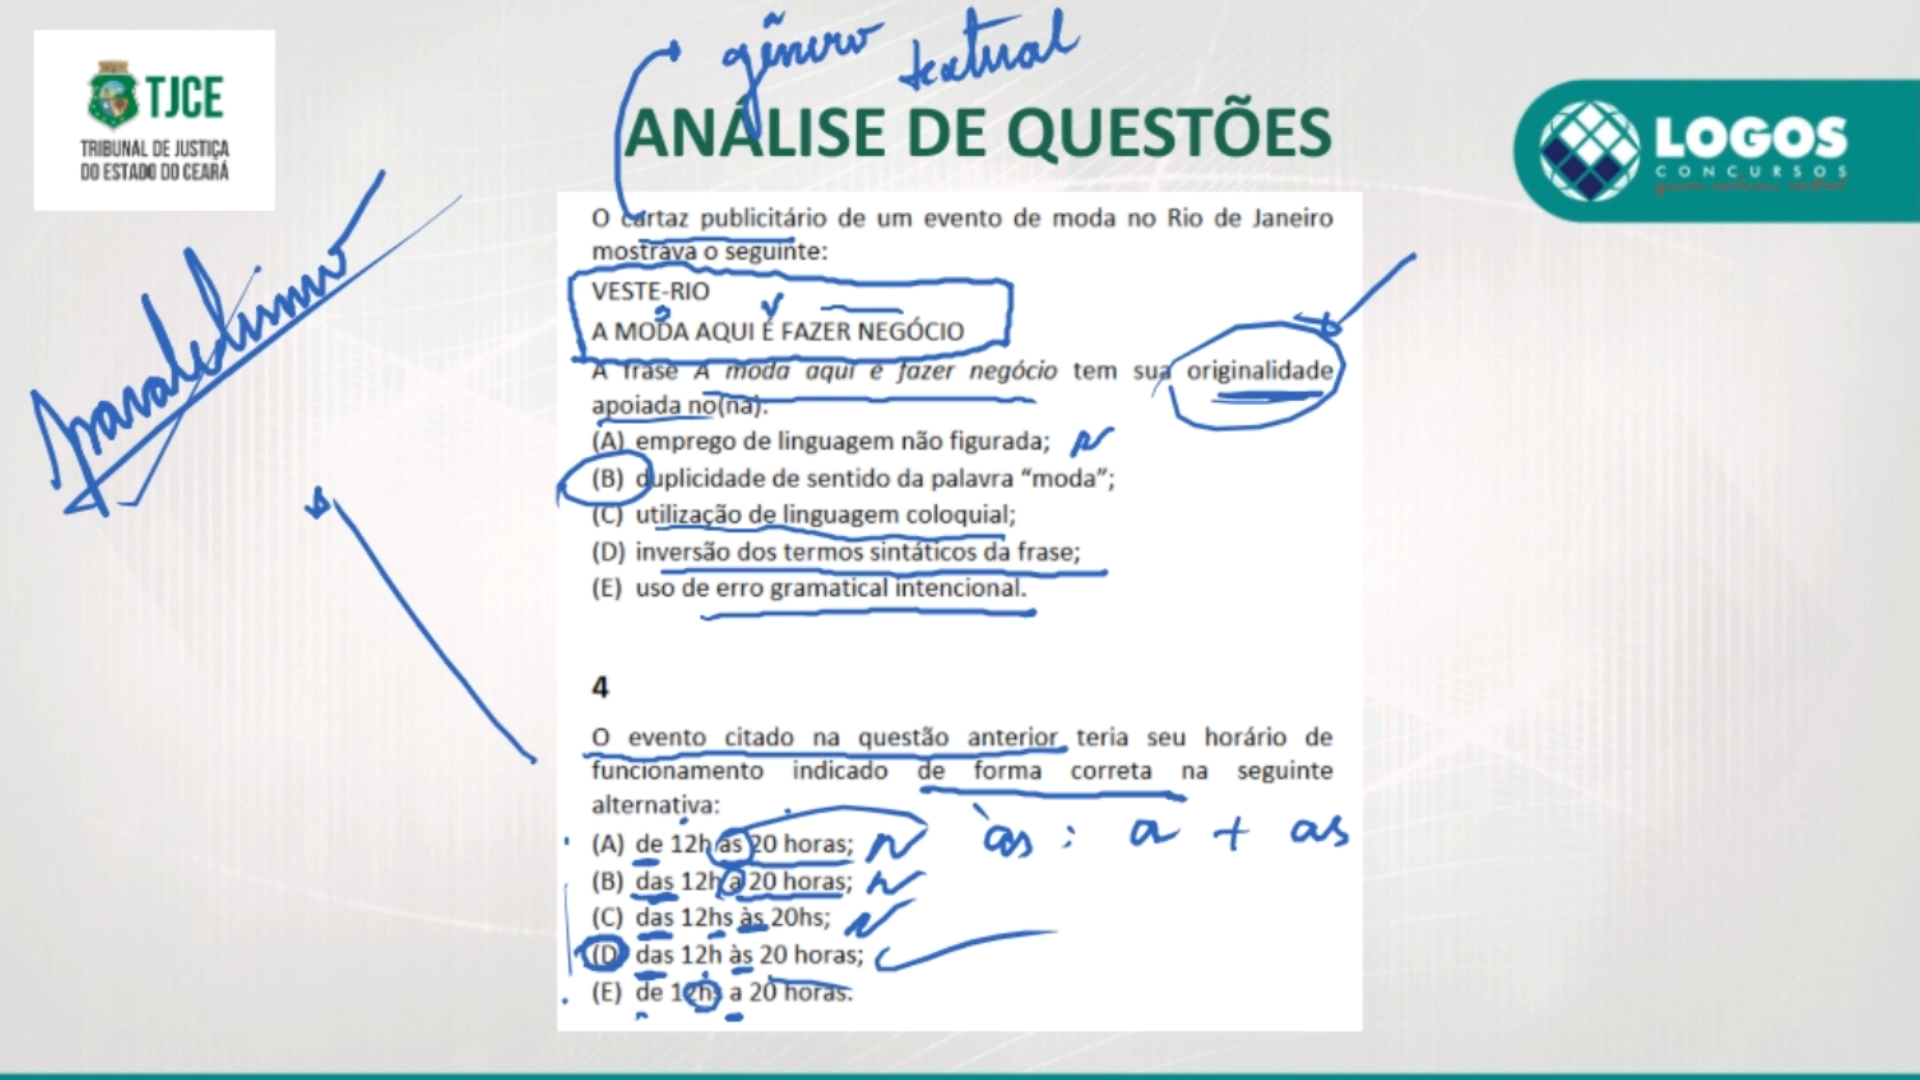 gênero textual
TJCE
TRIBUNAL DE JUSTIÇA
DO ESTADO DO CEARÁ
ANÁLISE DE QUESTÕES
LOGOS
CONCURSOS
paralelismo
O cartaz publicitário de um evento de moda no Rio de Janeiro
mostrava o seguinte:
VESTE-RIO
A MODA AQUI É FAZER NEGÓCIO
A frase A moda aqui é fazer negócio tem sua originalidade
apoiada no(na):
(A) emprego de linguagem não figurada;
(B) duplicidade de sentido da palavra “moda”;
(C) utilização de linguagem coloquial;
(D) inversão dos termos sintáticos da frase;
(E) uso de erro gramatical intencional.
4
O evento citado na questão anterior teria seu horário de
funcionamento indicado de forma correta na seguinte
alternativa:
(A) de 12h às 20 horas;
às : a + as
(B) das 12h a 20 horas;
(C) das 12hs às 20hs;
(D) das 12h às 20 horas;
(E) de 12hs a 20 horas.